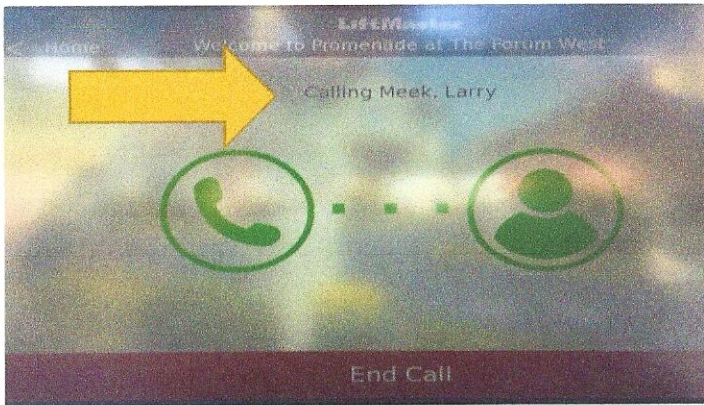 LiftMaster
< Home
Welcome to Promenade at The Forum West
Calling Meek, Larry
End Call